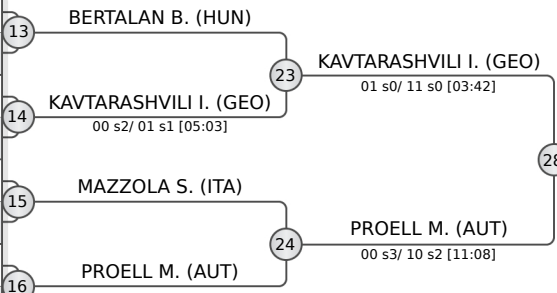 BERTALAN B. (HUN)
13
KAVTARASHVILI I. (GEO)
23
01 s0/ 11 s0 [03:42]
KAVTARASHVILI I. (GEO)
14
00 s2/ 01 s1 [05:03]
28
MAZZOLA S. (ITA)
15
PROELL M. (AUT)
24
00 s3/ 10 s2 [11:08]
PROELL M. (AUT)
16